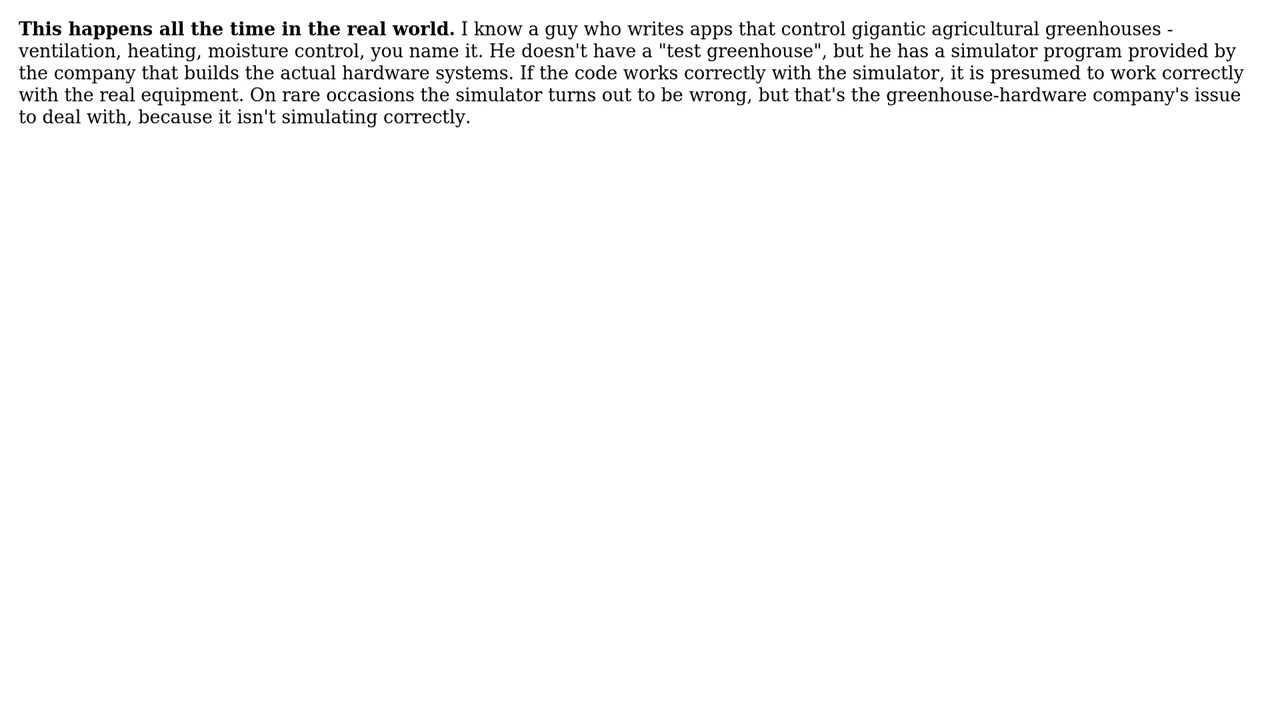 This happens all the time in the real world. I know a guy who writes apps that control gigantic agricultural greenhouses -
ventilation, heating, moisture control, you name it. He doesn't have a "test greenhouse", but he has a simulator program provided by
the company that builds the actual hardware systems. If the code works correctly with the simulator, it is presumed to work correctly
with the real equipment. On rare occasions the simulator turns out to be wrong, but that's the greenhouse-hardware company's issue
to deal with, because it isn't simulating correctly.